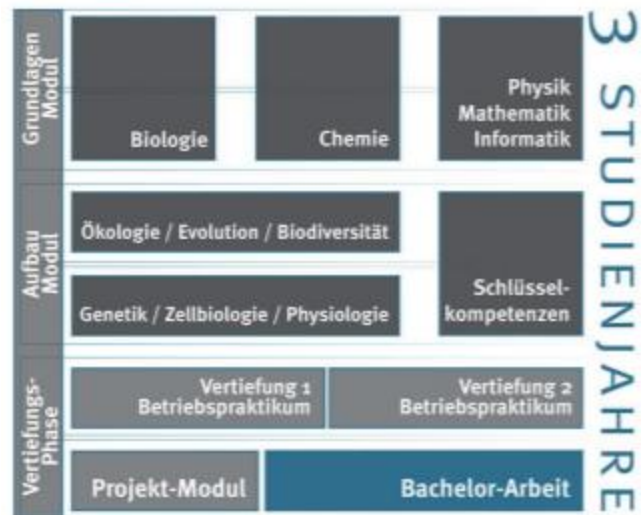 Grundlagen
Modul
Biologie
Chemie
Physik
Mathematik
Informatik
Aufbau
Modul
Ökologie / Evolution / Biodiversität
Genetik / Zellbiologie / Physiologie
Schlüssel-
kompetenzen
Vertiefungs-
Phase
Vertiefung 1
Betriebspraktikum
Vertiefung 2
Betriebspraktikum
Projekt-Modul
Bachelor-Arbeit
3 STUDIENJAHRE